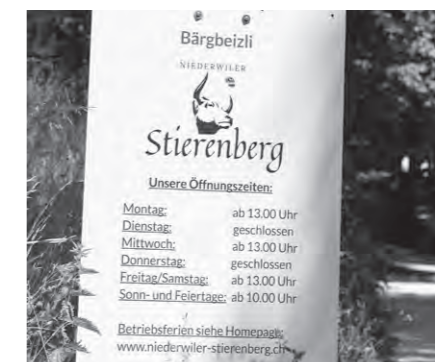 Bärgbeizli
NIEDERWILER
Stierenberg
Unsere Öffnungszeiten:
Montag: ab 13.00 Uhr
Dienstag: geschlossen
Mittwoch: ab 13.00 Uhr
Donnerstag: geschlossen
Freitag/Samstag: ab 13.00 Uhr
Sonn- und Feiertage: ab 10.00 Uhr
Betriebsferien siehe Homepage:
www.niederwiler-stierenberg.ch